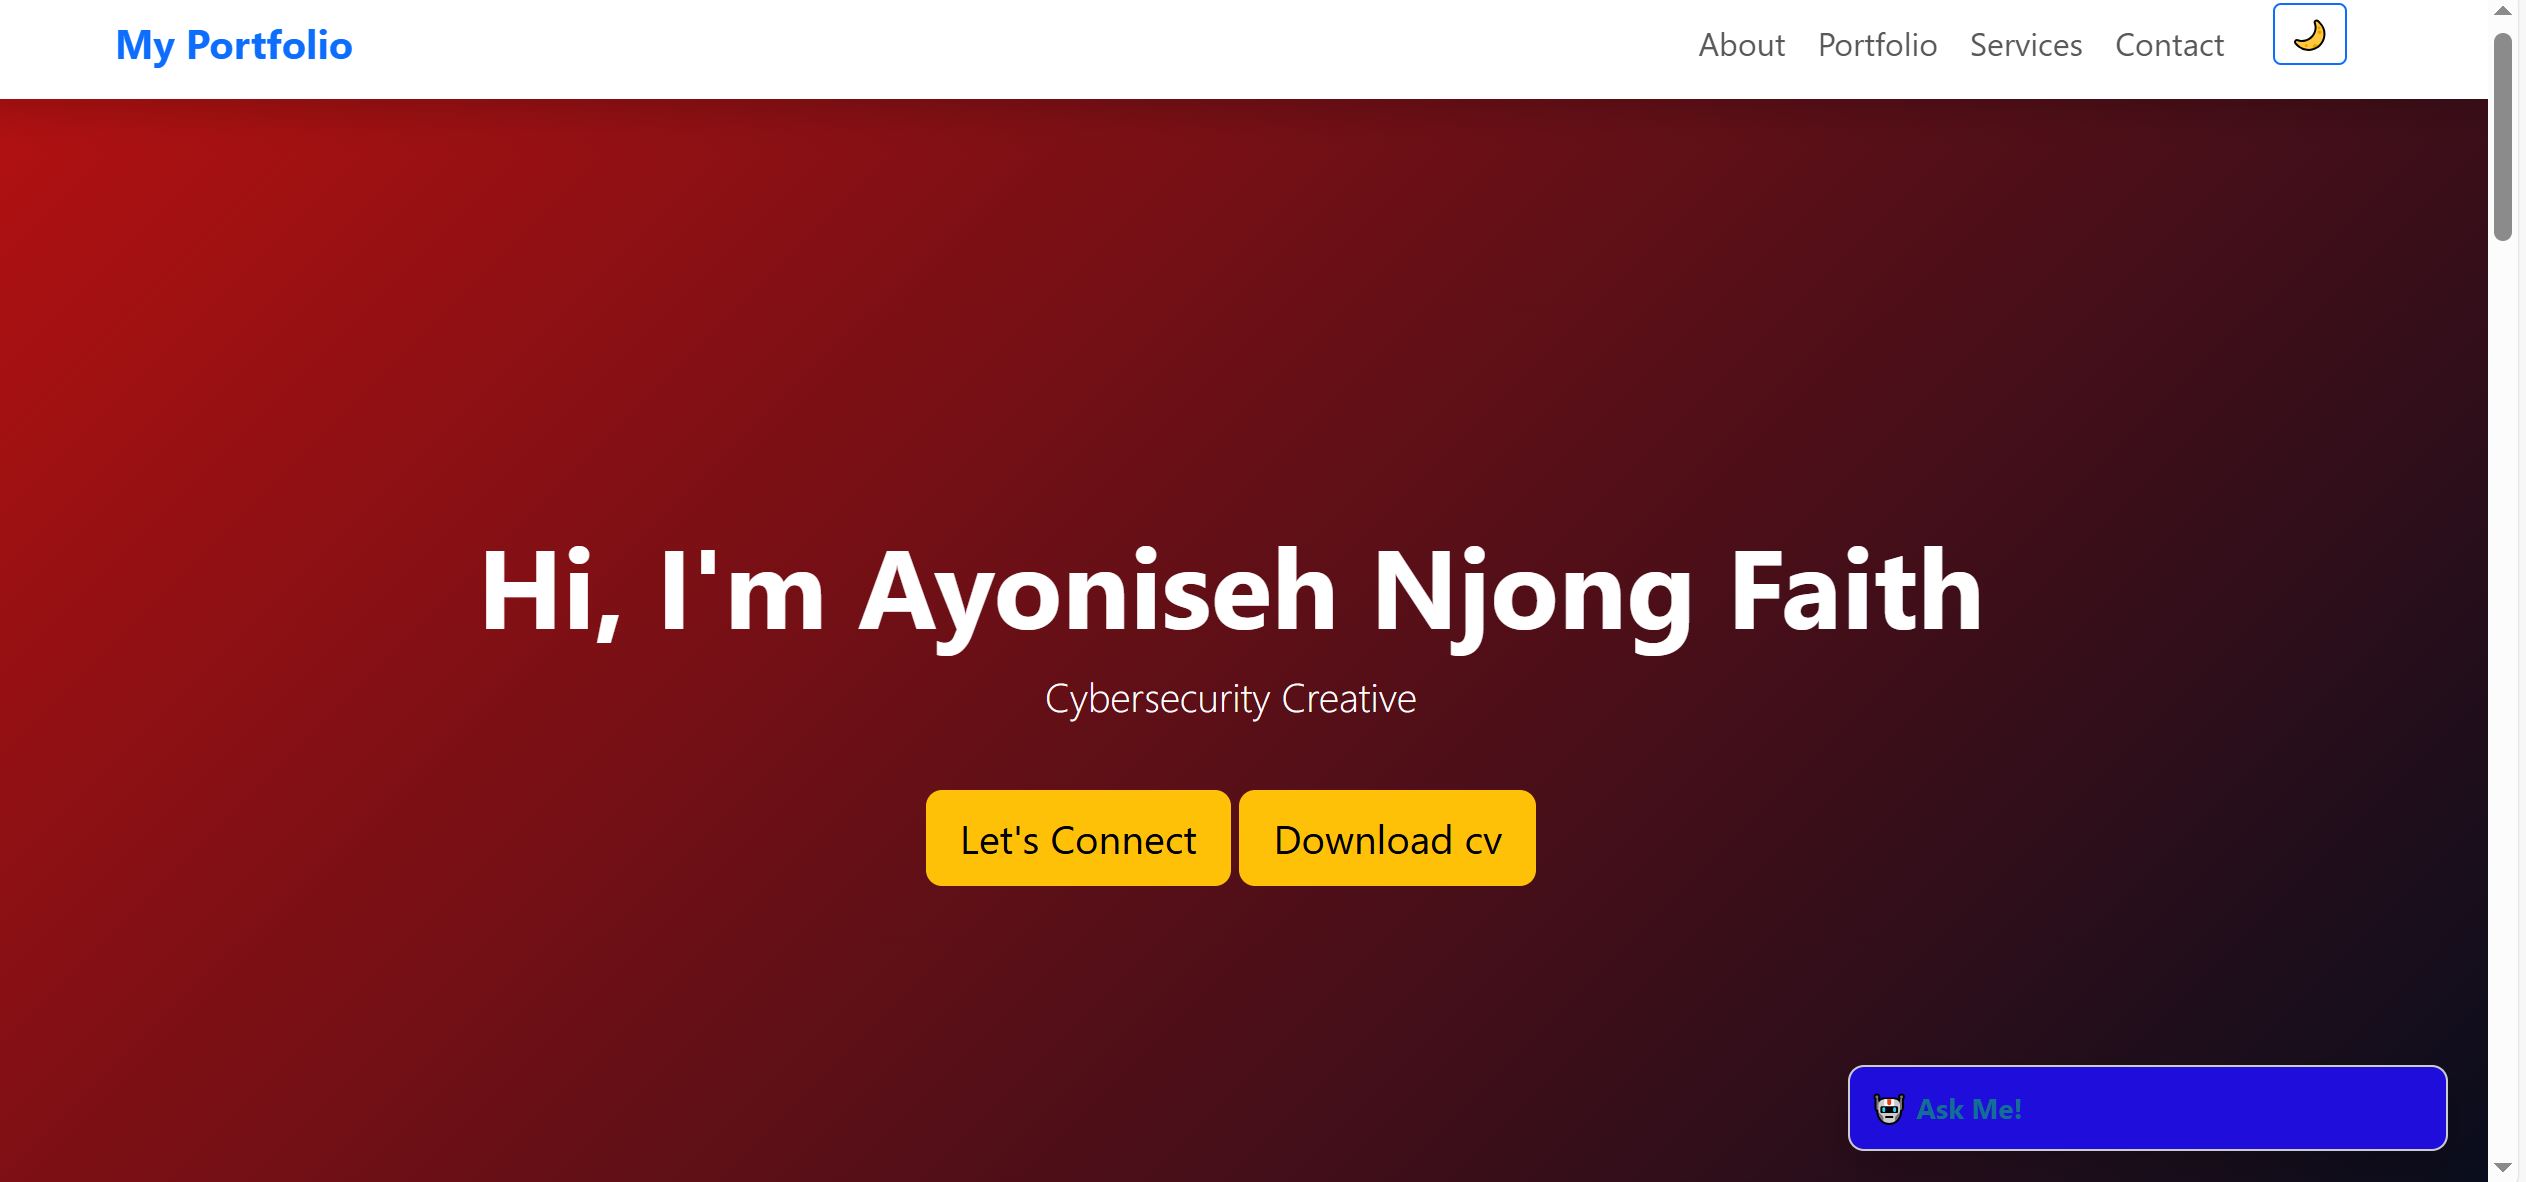 My Portfolio
About Portfolio Services Contact
Hi, I'm Ayoniseh Njong Faith
Cybersecurity Creative
Let's Connect
Download cv
Ask Me!